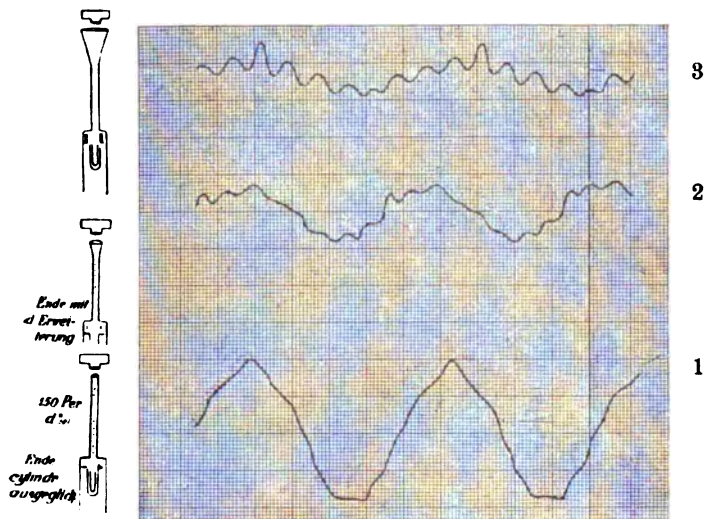 3
2
Ende mit
d Erwei-
terung
1
150 Per
Ende
cylindr
ausgeglich